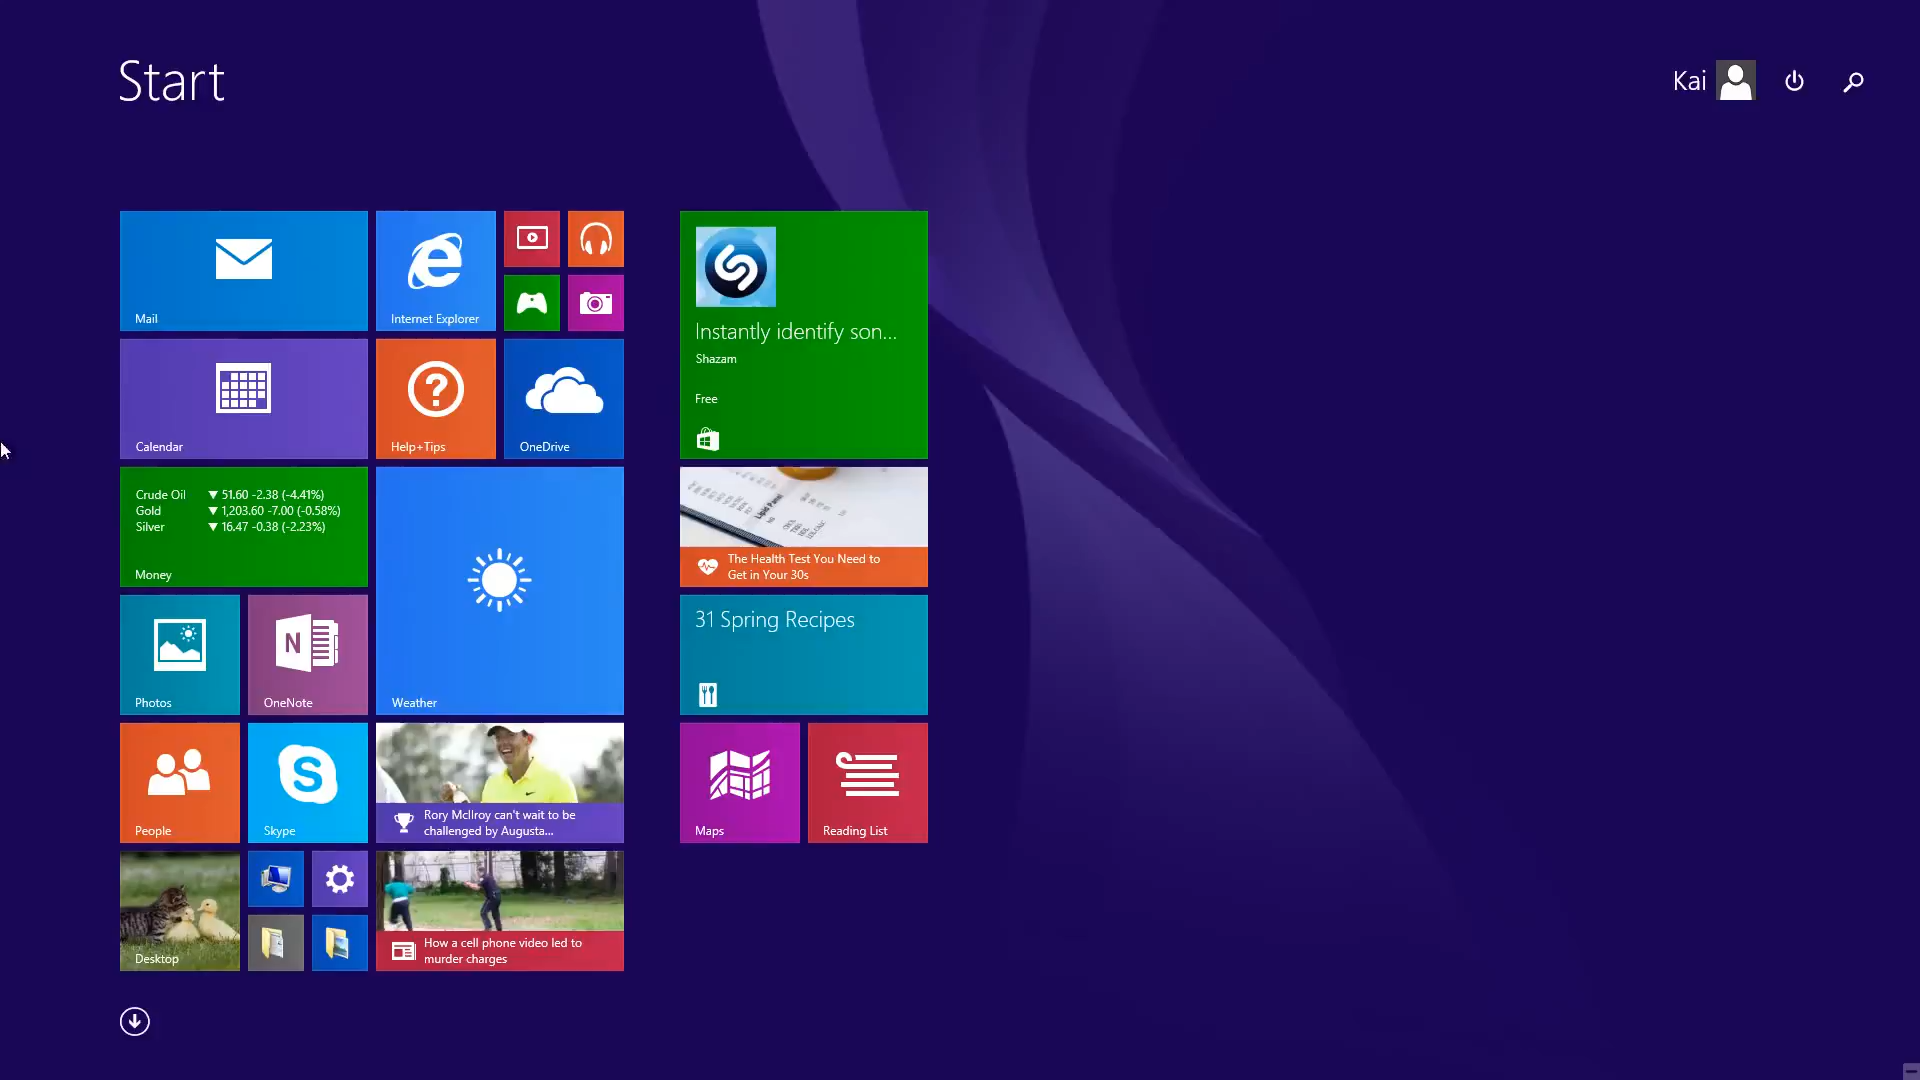 Start
Kai
Mail
Internet Explorer
Calendar
Help+Tips
OneDrive
Crude Oil ▼ 51.60 -2.38 (-4.41%)
Gold ▼ 1,203.60 -7.00 (-0.58%)
Silver ▼ 16.47 -0.38 (-2.23%)
Money
Weather
Photos
N
OneNote
People
S
Skype
Rory McIlroy can't wait to be
challenged by Augusta...
Desktop
How a cell phone video led to
murder charges
Instantly identify son...
Shazam
Free
Lipid Panel
The Health Test You Need to
Get in Your 30s
31 Spring Recipes
Maps
Reading List